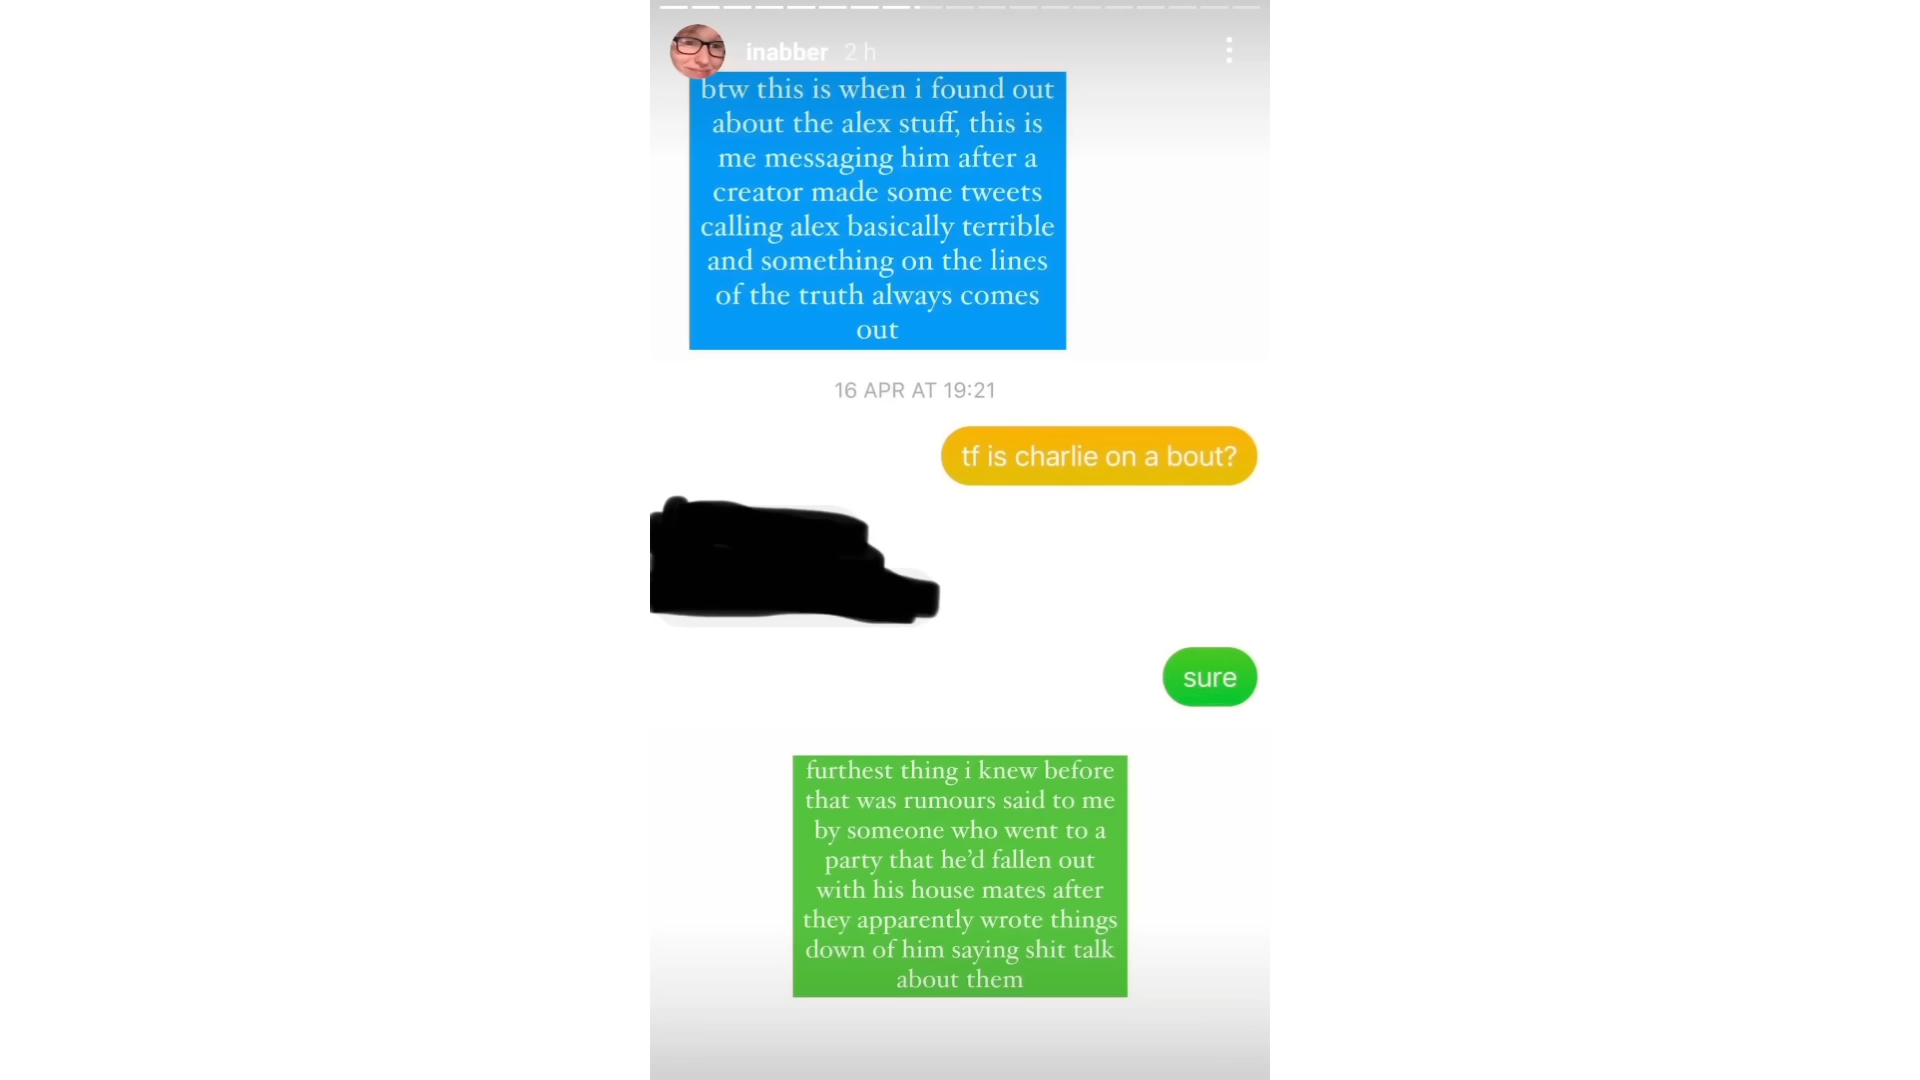 inabber 2 h
btw this is when i found out
about the alex stuff, this is
me messaging him after a
creator made some tweets
calling alex basically terrible
and something on the lines
of the truth always comes
out
16 APR AT 19:21
tf is charlie on a bout?
sure
furthest thing i knew before
that was rumours said to me
by someone who went to a
party that he’d fallen out
with his house mates after
they apparently wrote things
down of him saying shit talk
about them